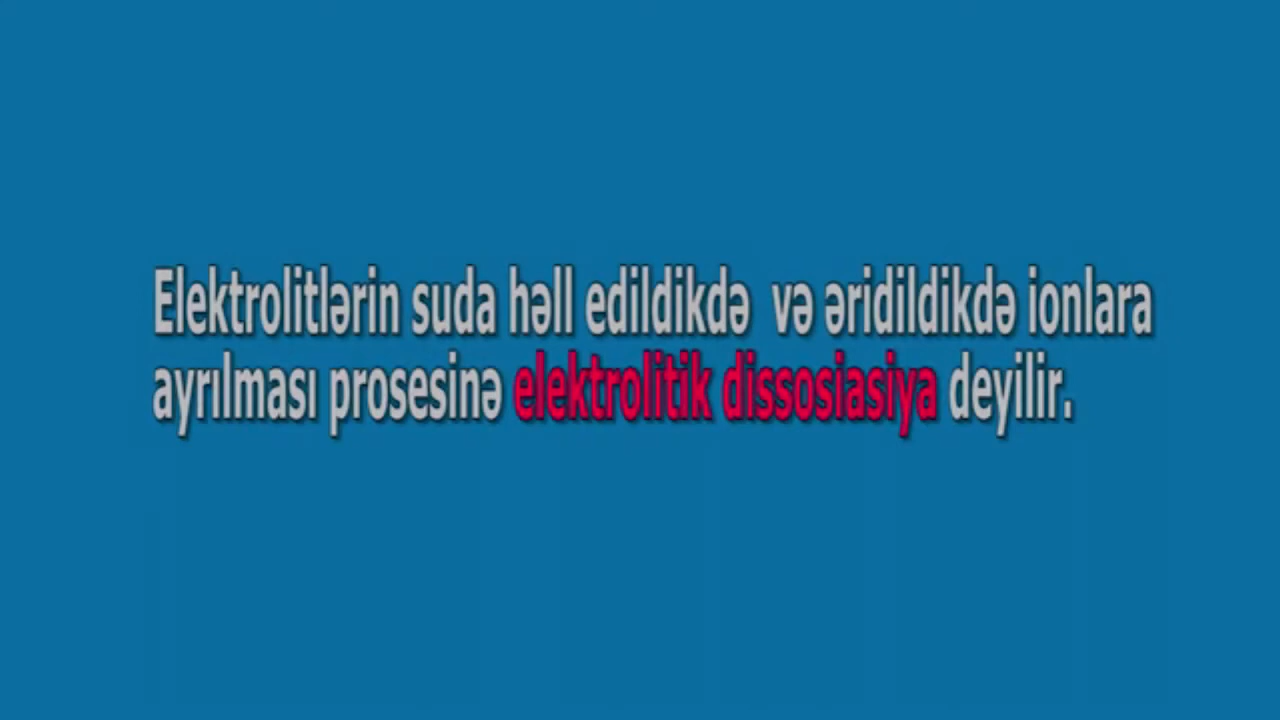 Elektrolitlərin suda həll edildikdə və əridildikdə ionlara
ayrılması prosesinə elektrolitik dissosiasiya deyilir.